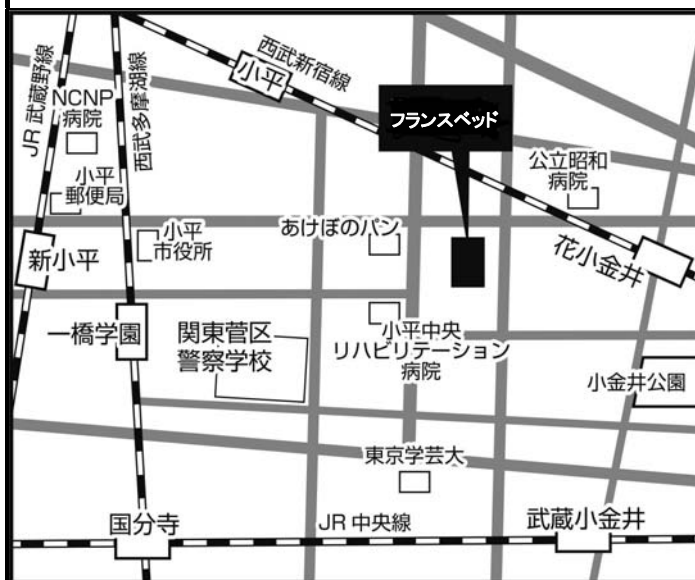 西武新宿線
小平
JR 武蔵野線
NCNP
病院
西武多摩湖線
フランスベッド
公立昭和
病院
小平
郵便局
小平
市役所
あけぼのパン
新小平
花小金井
一橋学園
関東菅区
警察学校
小平中央
リハビリテーション
病院
小金井公園
東京学芸大
国分寺
JR 中央線
武蔵小金井